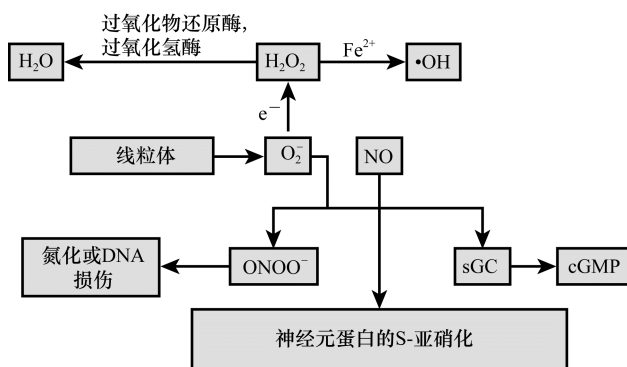 过氧化物还原酶,
过氧化氢酶
H₂O
H₂O₂
Fe²⁺
•OH
e⁻
线粒体
O₂⁻
NO
氮化或DNA
损伤
ONOO⁻
sGC
cGMP
神经元蛋白的S-亚硝化